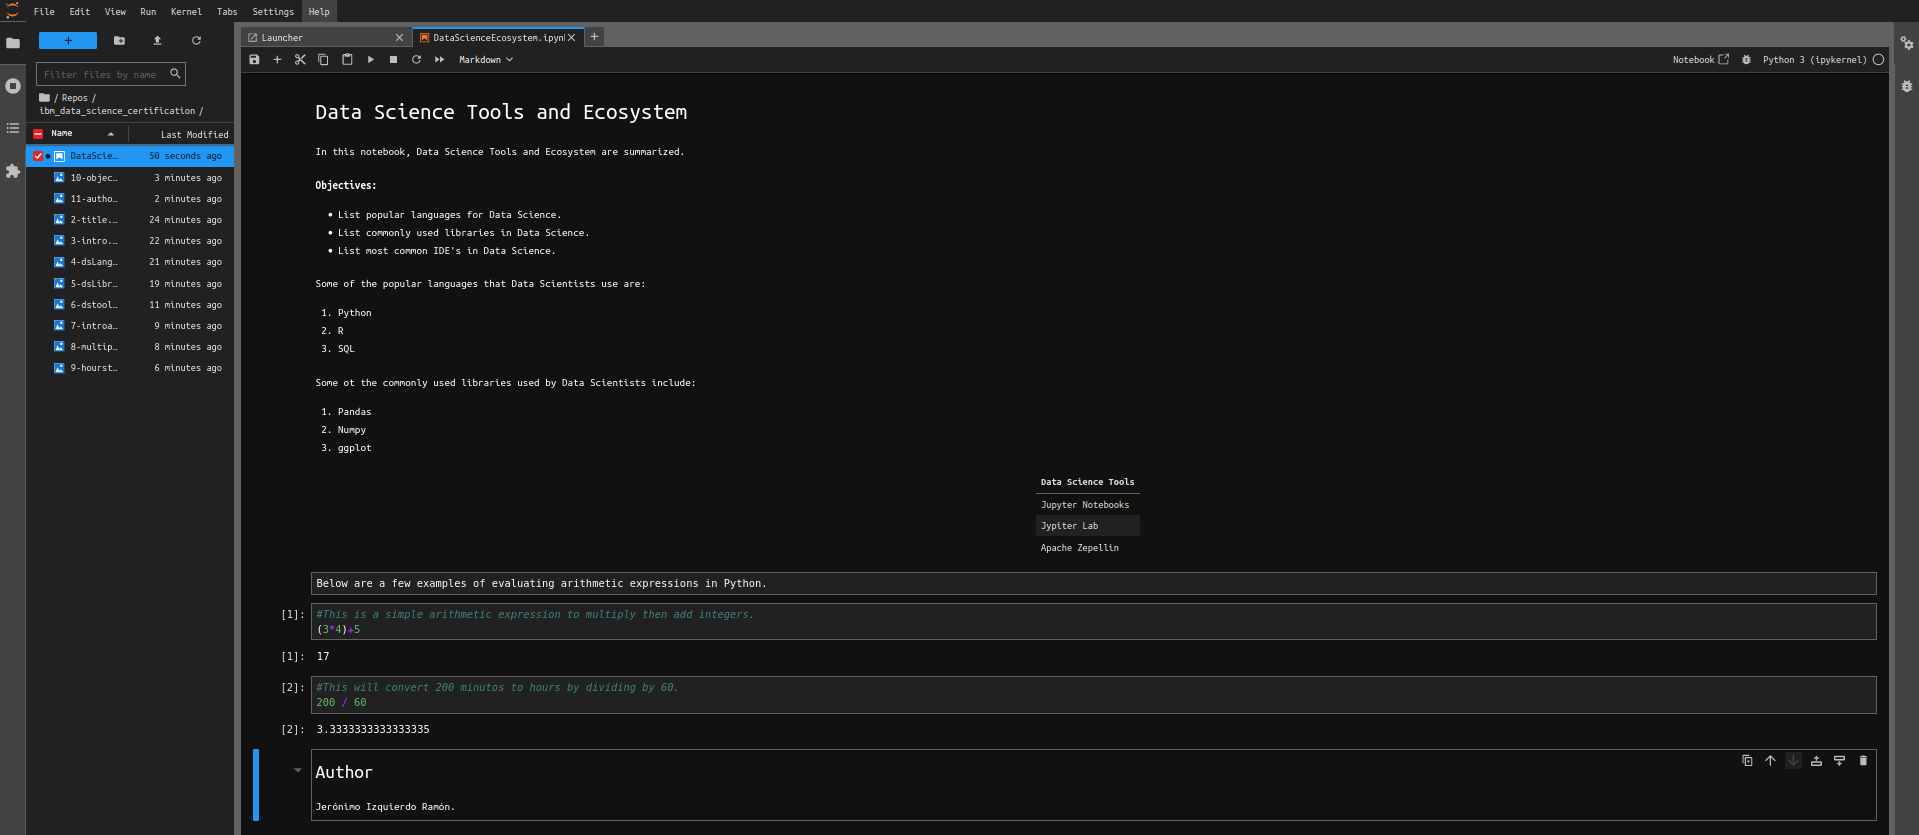 File Edit View Run Kernel Tabs Settings Help
+
Filter files by name
/ Repos /
ibm_data_science_certification /
Name Last Modified
DataScie… 50 seconds ago
10-objec… 3 minutes ago
11-autho… 2 minutes ago
2-title.… 24 minutes ago
3-intro.… 22 minutes ago
4-dsLang… 21 minutes ago
5-dsLibr… 19 minutes ago
6-dstool… 11 minutes ago
7-introa… 9 minutes ago
8-multip… 8 minutes ago
9-hourst… 6 minutes ago
Launcher DataScienceEcosystem.ipynb
Markdown Notebook Python 3 (ipykernel)
Data Science Tools and Ecosystem
In this notebook, Data Science Tools and Ecosystem are summarized.
Objectives:
• List popular languages for Data Science.
• List commonly used libraries in Data Science.
• List most common IDE's in Data Science.
Some of the popular languages that Data Scientists use are:
1. Python
2. R
3. SQL
Some ot the commonly used libraries used by Data Scientists include:
1. Pandas
2. Numpy
3. ggplot
Data Science Tools
Jupyter Notebooks
Jypiter Lab
Apache Zepellin
Below are a few examples of evaluating arithmetic expressions in Python.
[1]: #This is a simple arithmetic expression to multiply then add integers.
(3*4)+5
[1]: 17
[2]: #This will convert 200 minutos to hours by dividing by 60.
200 / 60
[2]: 3.3333333333333335
Author
Jerónimo Izquierdo Ramón.